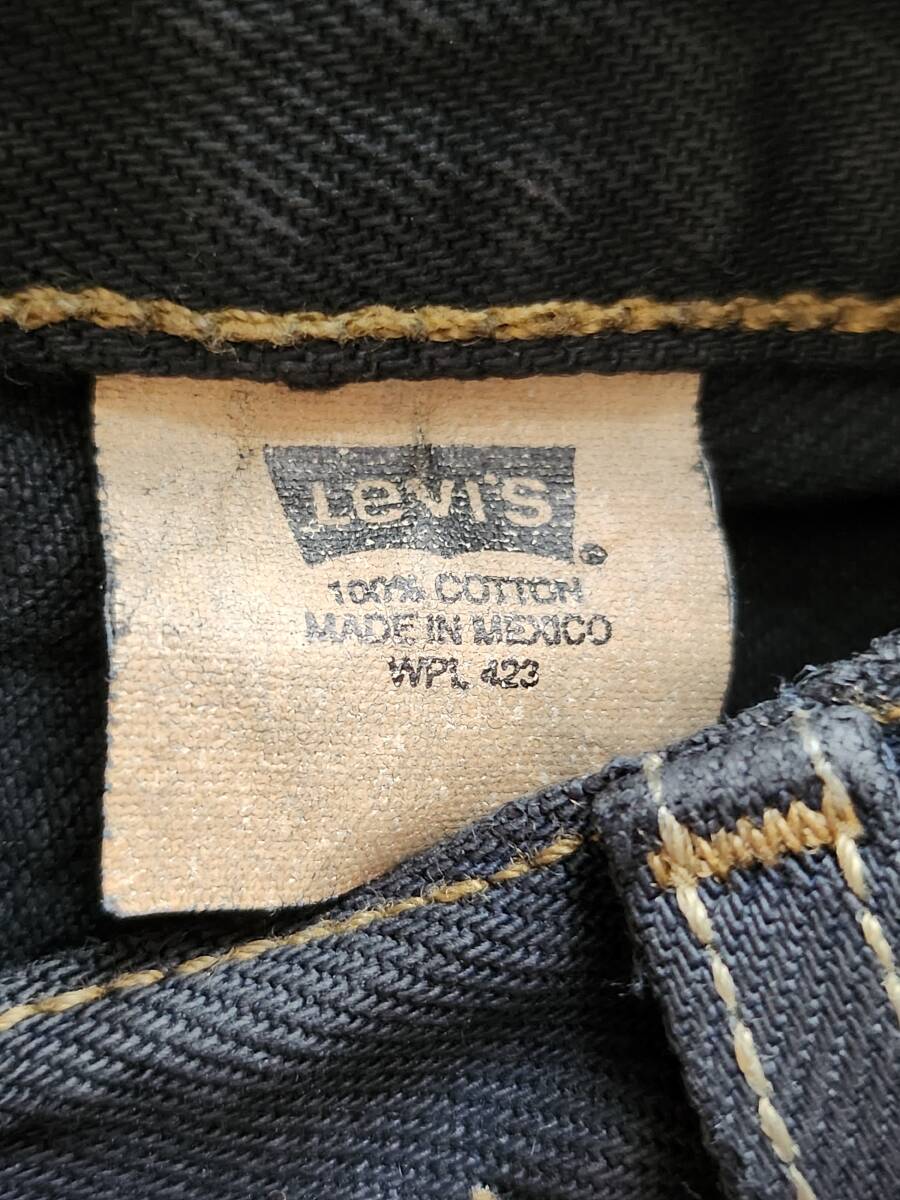 LEVI'S®
100% COTTON
MADE IN MEXICO
WPL 423